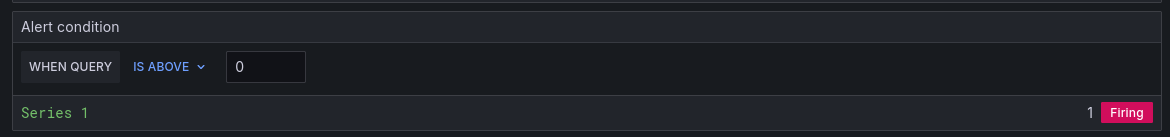 Alert condition
WHEN QUERY IS ABOVE 0
Series 1 1 Firing